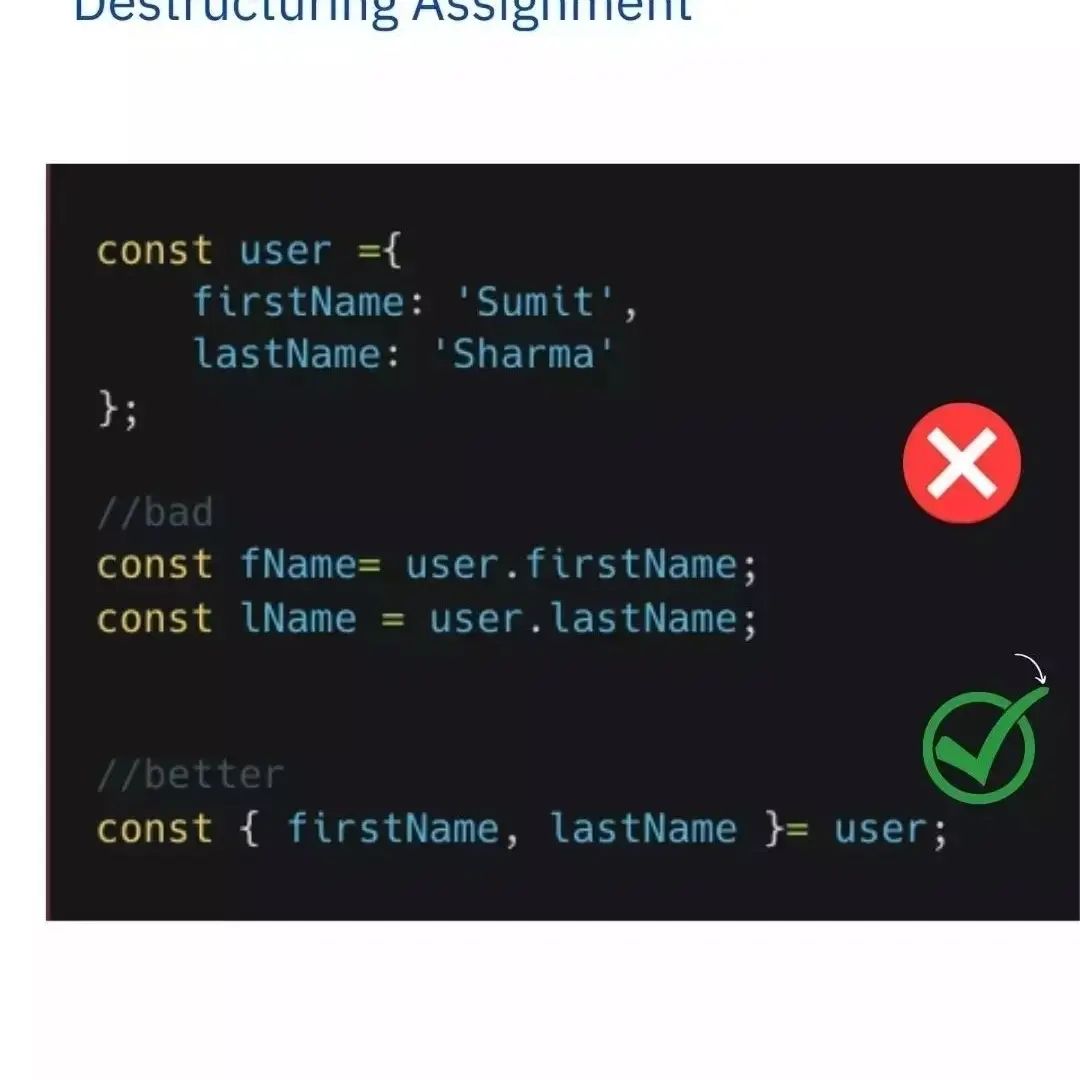 Destructuring Assignment
const user ={
    firstName: 'Sumit',
    lastName: 'Sharma'
};
//bad
const fName= user.firstName;
const lName = user.lastName;
//better
const { firstName, lastName }= user;